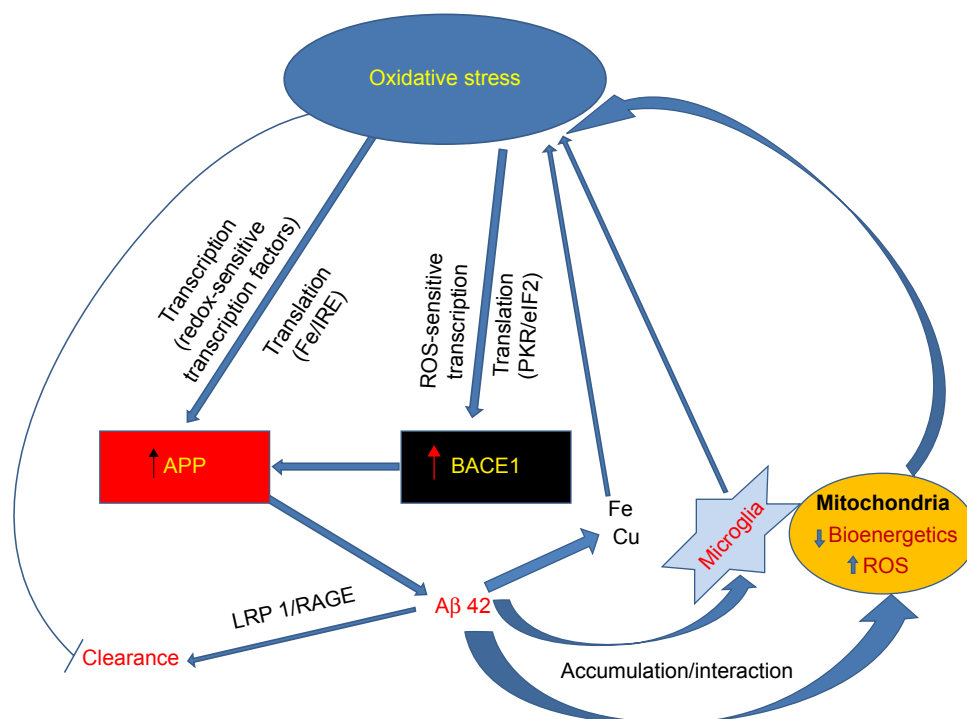 Oxidative stress
Transcription
(redox-sensitive
transcription factors)
Translation
(Fe/IRE)
ROS-sensitive
transcription
Translation
(PKR/eIF2)
APP
BACE1
Fe
Cu
Microglia
Mitochondria
Bioenergetics
ROS
LRP 1/RAGE
Aβ 42
Clearance
Accumulation/interaction